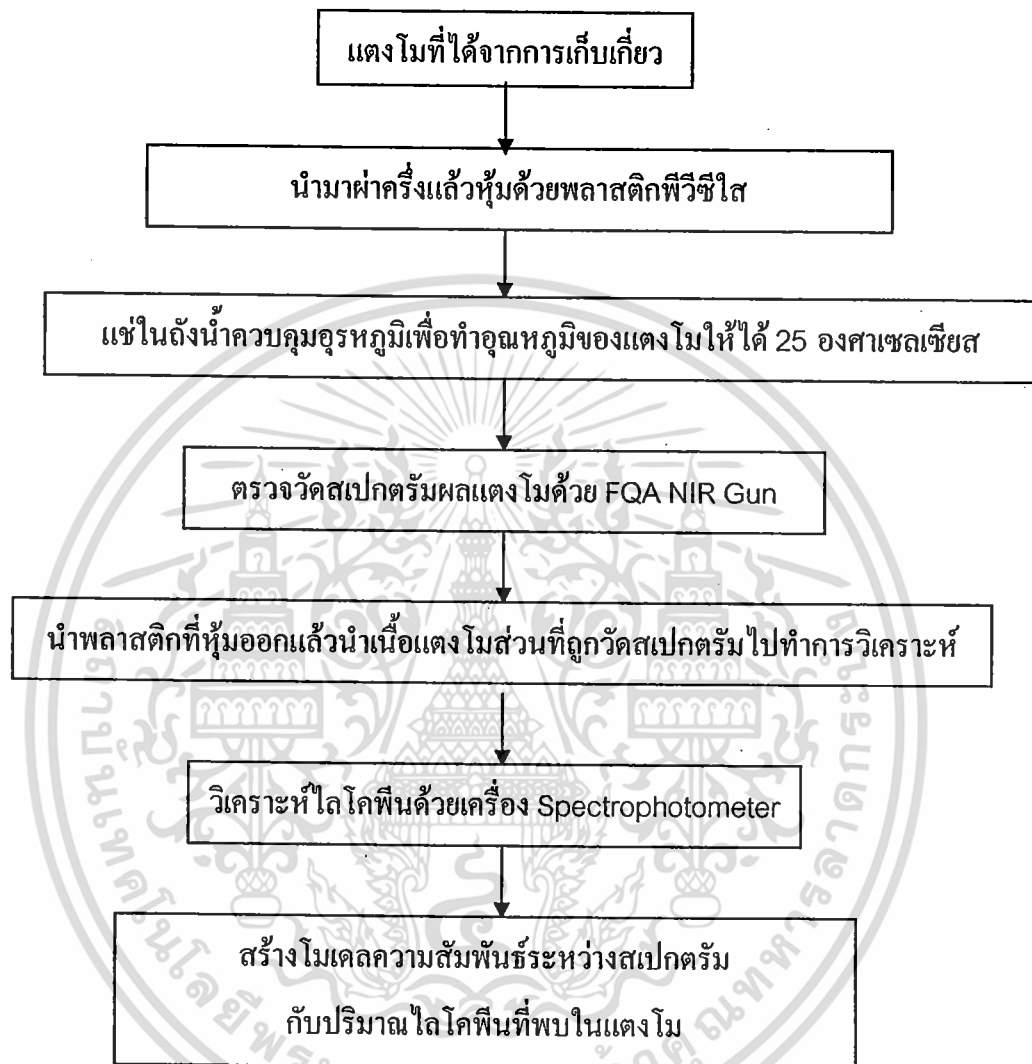 แตงโมที่ได้จากการเก็บเกี่ยว
นำมาผ่าครึ่งแล้วหุ้มด้วยพลาสติกพีวีซีใส
แช่ในถังน้ำควบคุมอุรหภูมิเพื่อทำอุณหภูมิของแตงโมให้ได้ 25 องศาเซลเซียส
ตรวจวัดสเปกตรัมผลแตงโมด้วย FQA NIR Gun
นำพลาสติกที่หุ้มออกแล้วนำเนื้อแตงโมส่วนที่ถูกวัดสเปกตรัมไปทำการวิเคราะห์
วิเคราะห์ไลโคพีนด้วยเครื่อง Spectrophotometer
สร้างโมเดลความสัมพันธ์ระหว่างสเปกตรัม
กับปริมาณไลโคพีนที่พบในแตงโม